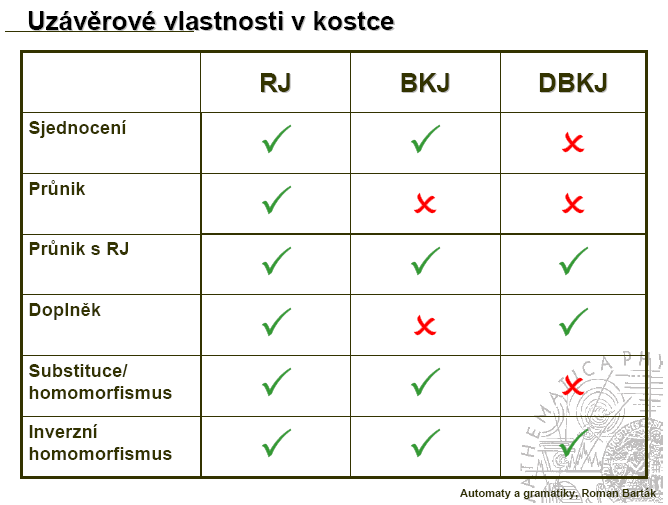 Uzávěrové vlastnosti v kostce
RJ BKJ DBKJ
Sjednocení
Průnik
Průnik s RJ
Doplněk
Substituce/
homomorfismus
Inverzní
homomorfismus
Automaty a gramatiky, Roman Barták